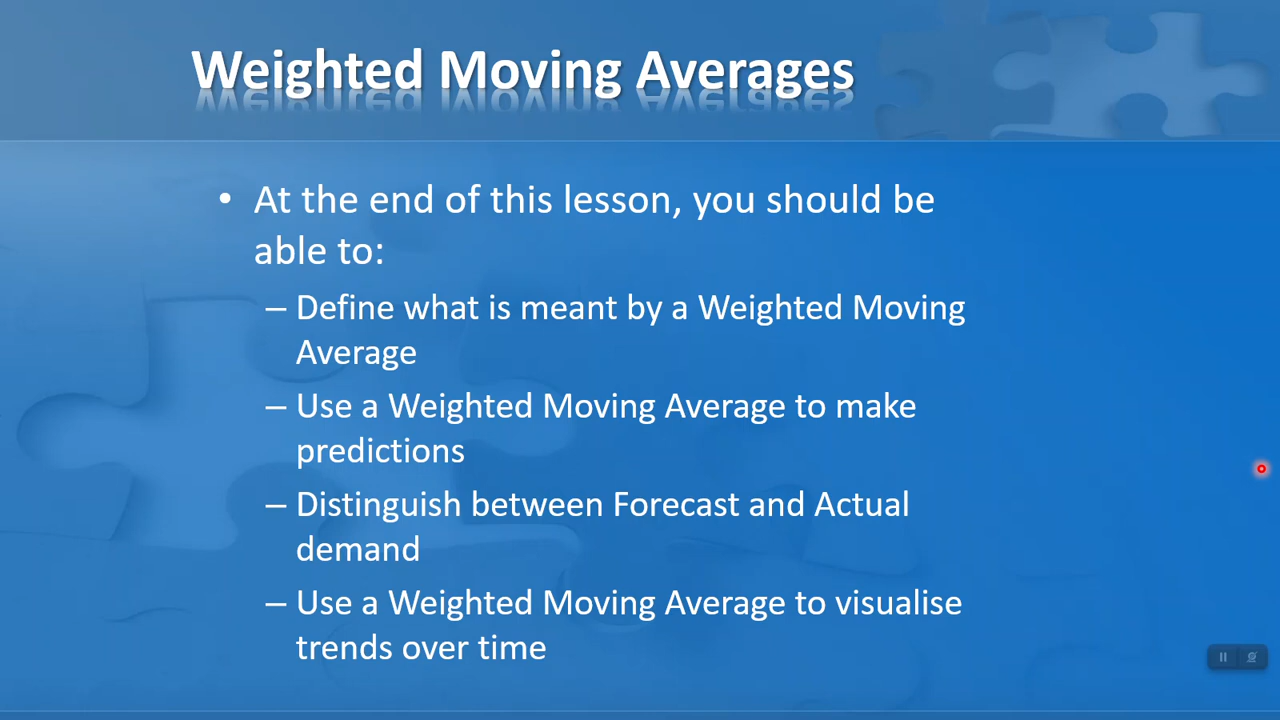 Weighted Moving Averages
• At the end of this lesson, you should be
able to:
– Define what is meant by a Weighted Moving
Average
– Use a Weighted Moving Average to make
predictions
– Distinguish between Forecast and Actual
demand
– Use a Weighted Moving Average to visualise
trends over time